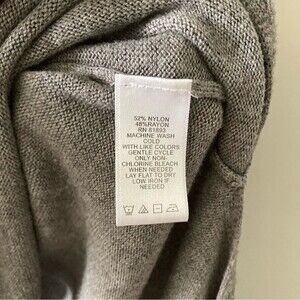 52% NYLON
48%RAYON
RN 81893
MACHINE WASH
COLD
WITH LIKE COLORS
GENTLE CYCLE
ONLY NON-
CHLORINE BLEACH
WHEN NEEDED
LAY FLAT TO DRY
LOW IRON IF
NEEDED